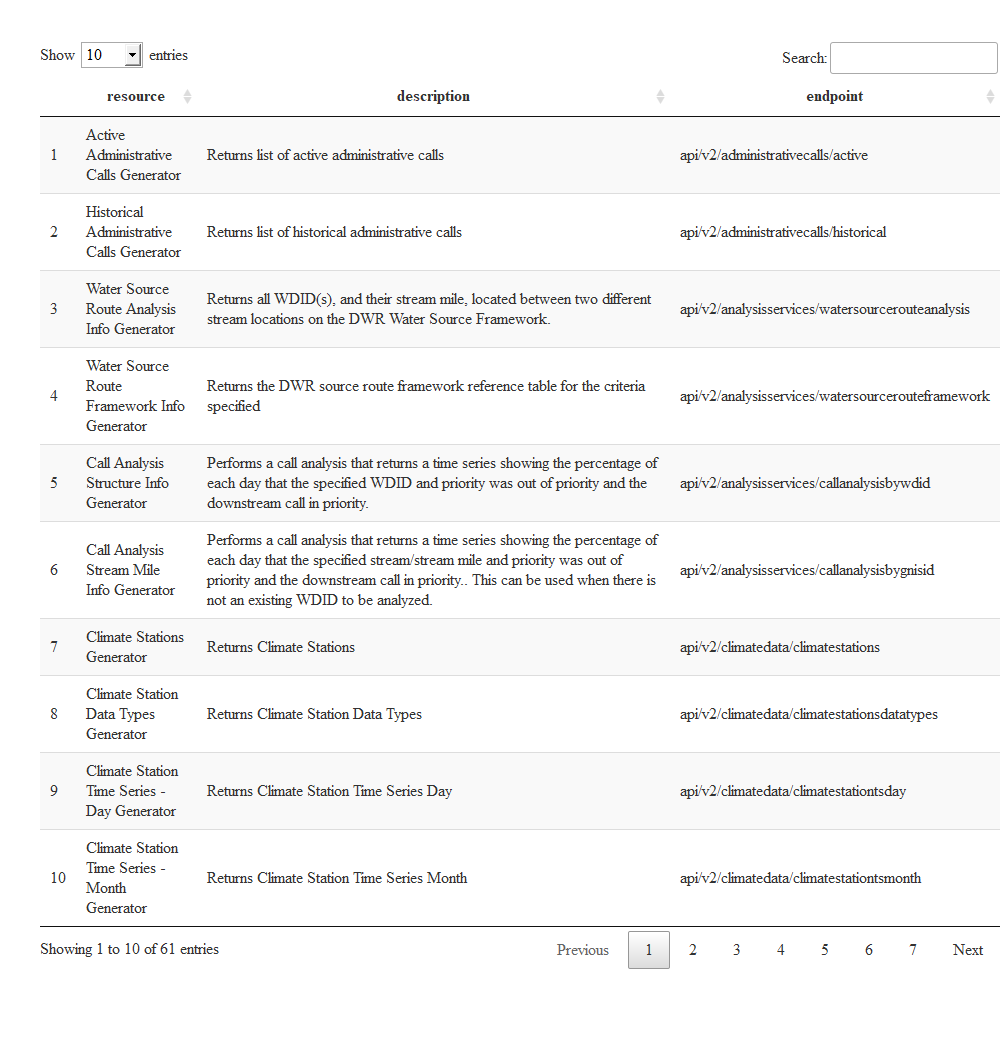 Show 10 entries
Search:
resource description endpoint
1 Active Administrative Calls Generator Returns list of active administrative calls api/v2/administrativecalls/active
2 Historical Administrative Calls Generator Returns list of historical administrative calls api/v2/administrativecalls/historical
3 Water Source Route Analysis Info Generator Returns all WDID(s), and their stream mile, located between two different stream locations on the DWR Water Source Framework. api/v2/analysisservices/watersourcerouteanalysis
4 Water Source Route Framework Info Generator Returns the DWR source route framework reference table for the criteria specified api/v2/analysisservices/watersourcerouteframework
5 Call Analysis Structure Info Generator Performs a call analysis that returns a time series showing the percentage of each day that the specified WDID and priority was out of priority and the downstream call in priority. api/v2/analysisservices/callanalysisbywdid
6 Call Analysis Stream Mile Info Generator Performs a call analysis that returns a time series showing the percentage of each day that the specified stream/stream mile and priority was out of priority and the downstream call in priority.. This can be used when there is not an existing WDID to be analyzed. api/v2/analysisservices/callanalysisbygnisid
7 Climate Stations Generator Returns Climate Stations api/v2/climatedata/climatestations
8 Climate Station Data Types Generator Returns Climate Station Data Types api/v2/climatedata/climatestationsdatatypes
9 Climate Station Time Series - Day Generator Returns Climate Station Time Series Day api/v2/climatedata/climatestationtsday
10 Climate Station Time Series - Month Generator Returns Climate Station Time Series Month api/v2/climatedata/climatestationtsmonth
Showing 1 to 10 of 61 entries
Previous 1 2 3 4 5 6 7 Next